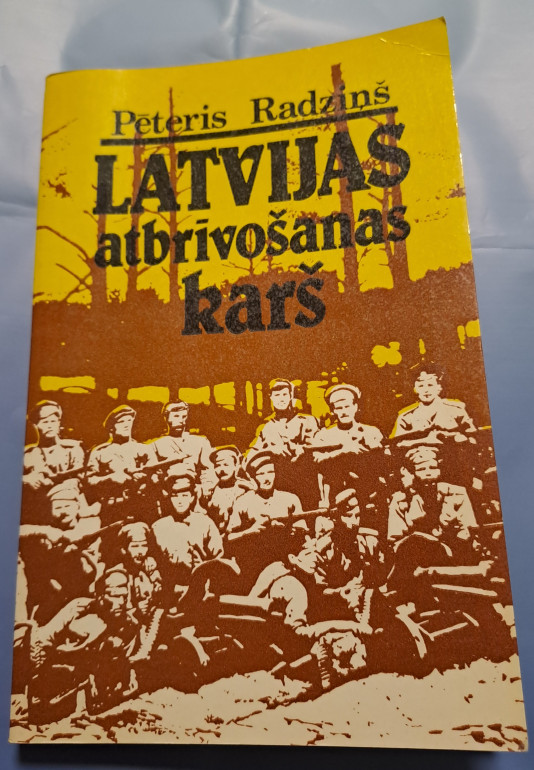 Pēteris Radziņš
LATVIJAS
atbrīvošanas
karš